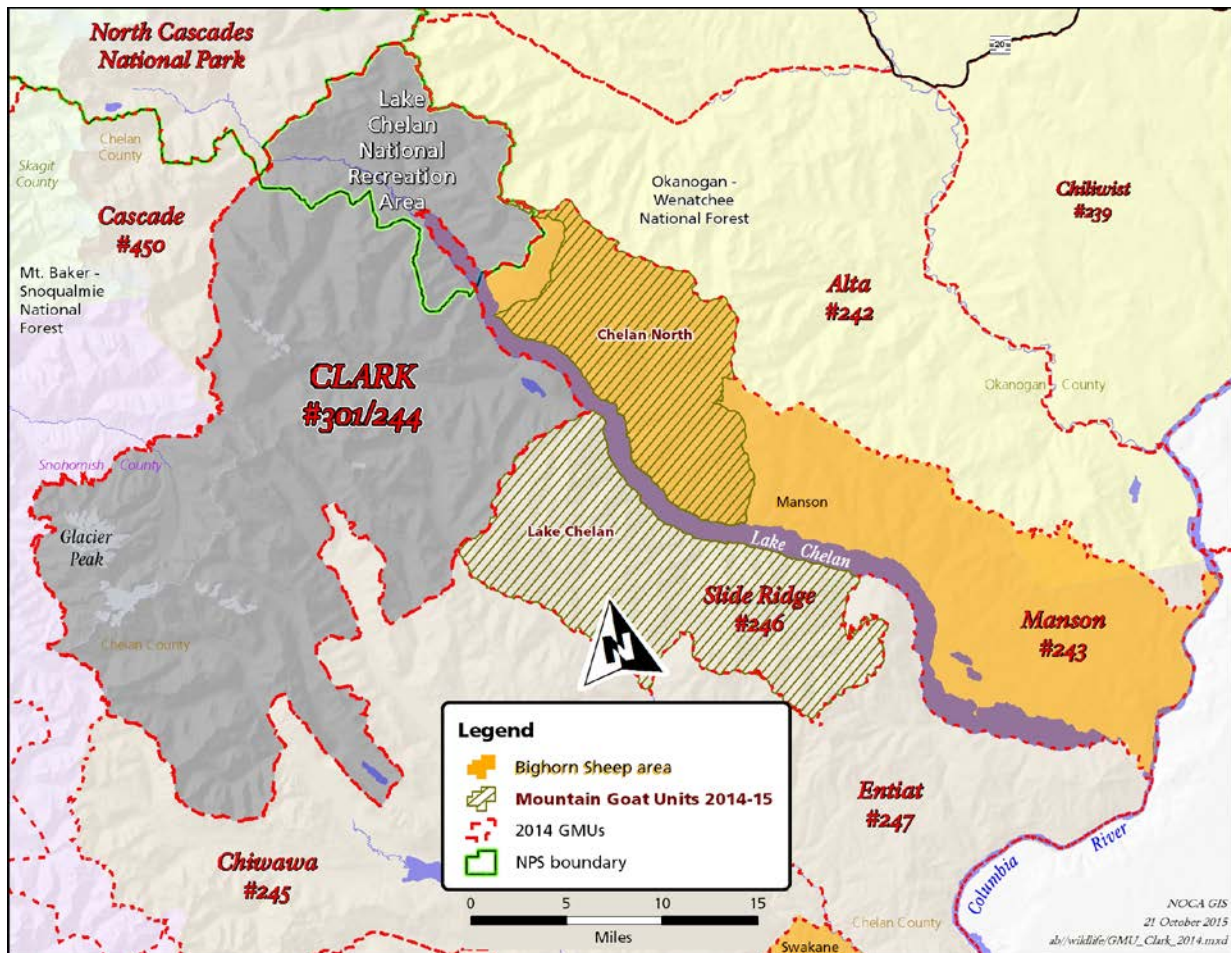 North Cascades
National Park
20
Lake
Chelan
National
Recreation
Area
Chelan
County
Skagit
County
Okanogan -
Wenatchee
National Forest
Chiliwist
#239
Cascade
#450
Mt. Baker -
Snoqualmie
National
Forest
Alta
#242
Chelan North
CLARK
#301/244
Okanogan County
Snohomish County
Manson
Glacier
Peak
Lake Chelan
Lake Chelan
Slide Ridge
#246
Manson
#243
Chelan County
N
Legend
Bighorn Sheep area
Mountain Goat Units 2014-15
2014 GMUs
NPS boundary
Entiat
#247
Chiwawa
#245
Columbia River
0 5 10 15
Miles
Chelan County
Swakane
NOCA GIS
21 October 2015
ab//wildlife/GMU_Clark_2014.mxd